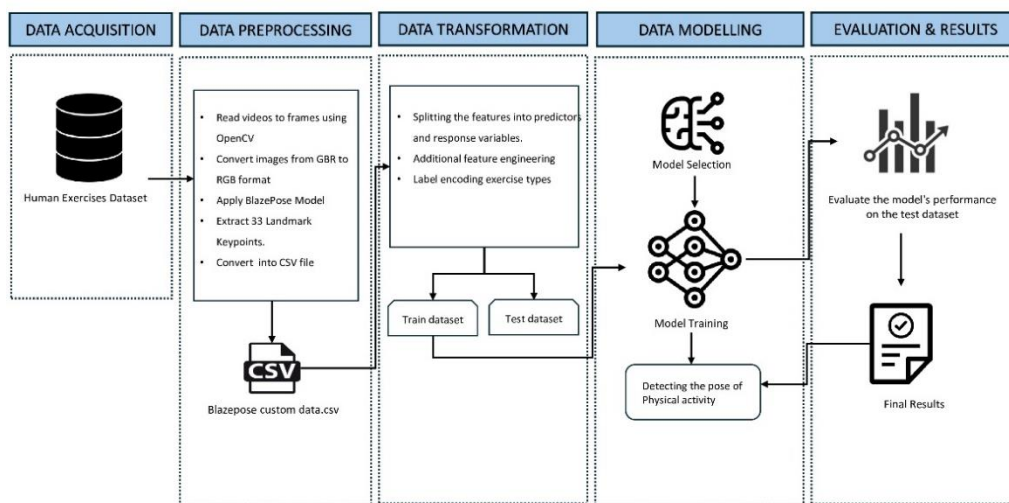 DATA ACQUISITION
DATA PREPROCESSING
DATA TRANSFORMATION
DATA MODELLING
EVALUATION & RESULTS
Human Exercises Dataset
• Read videos to frames using
OpenCV
• Convert images from GBR to
RGB format
• Apply BlazePose Model
• Extract 33 Landmark
Keypoints.
• Convert into CSV file
CSV
Blazepose custom data.csv
• Splitting the features into predictors
and response variables.
• Additional feature engineering
• Label encoding exercise types
Train dataset
Test dataset
Model Selection
Model Training
Detecting the pose of
Physical activity
Evaluate the model's performance
on the test dataset
Final Results